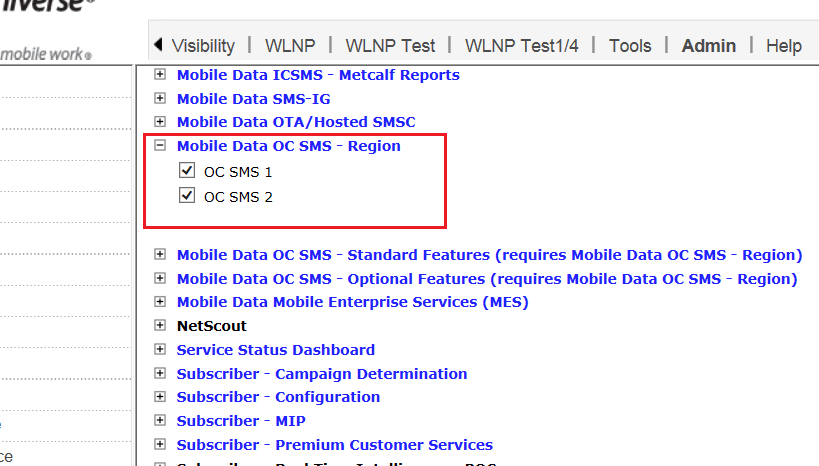 mobile work
Visibility | WLNP | WLNP Test | WLNP Test1/4 | Tools | Admin | Help
Mobile Data ICSMS - Metcalf Reports
Mobile Data SMS-IG
Mobile Data OTA/Hosted SMSC
Mobile Data OC SMS - Region
OC SMS 1
OC SMS 2
Mobile Data OC SMS - Standard Features (requires Mobile Data OC SMS - Region)
Mobile Data OC SMS - Optional Features (requires Mobile Data OC SMS - Region)
Mobile Data Mobile Enterprise Services (MES)
NetScout
Service Status Dashboard
Subscriber - Campaign Determination
Subscriber - Configuration
Subscriber - MIP
Subscriber - Premium Customer Services